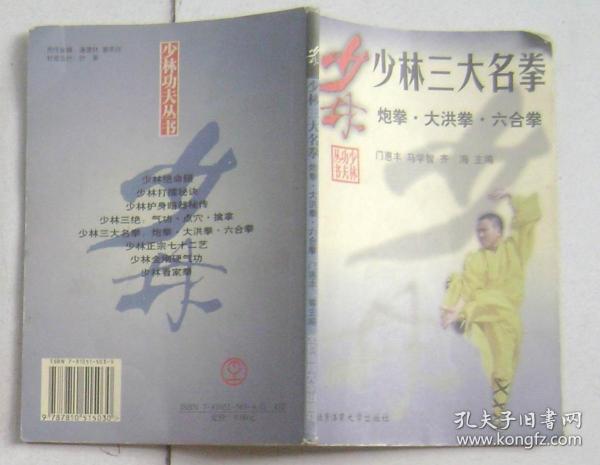 少林
少林三大名拳
炮拳·大洪拳·六合拳
门惠丰 马学智 齐 海 主编
少林功夫丛书
北京体育大学出版社
少林三大名拳 炮拳·大洪拳·六合拳
少林功夫丛书
少林
少林绝命腿
少林打擂秘诀
少林护身暗器秘传
少林三绝：气功·点穴·擒拿
少林三大名拳：炮拳·大洪拳·六合拳
少林正宗七十二艺
少林金刚硬气功
少林看家拳
9787810514030
孔夫子旧书网
www.kongfz.com